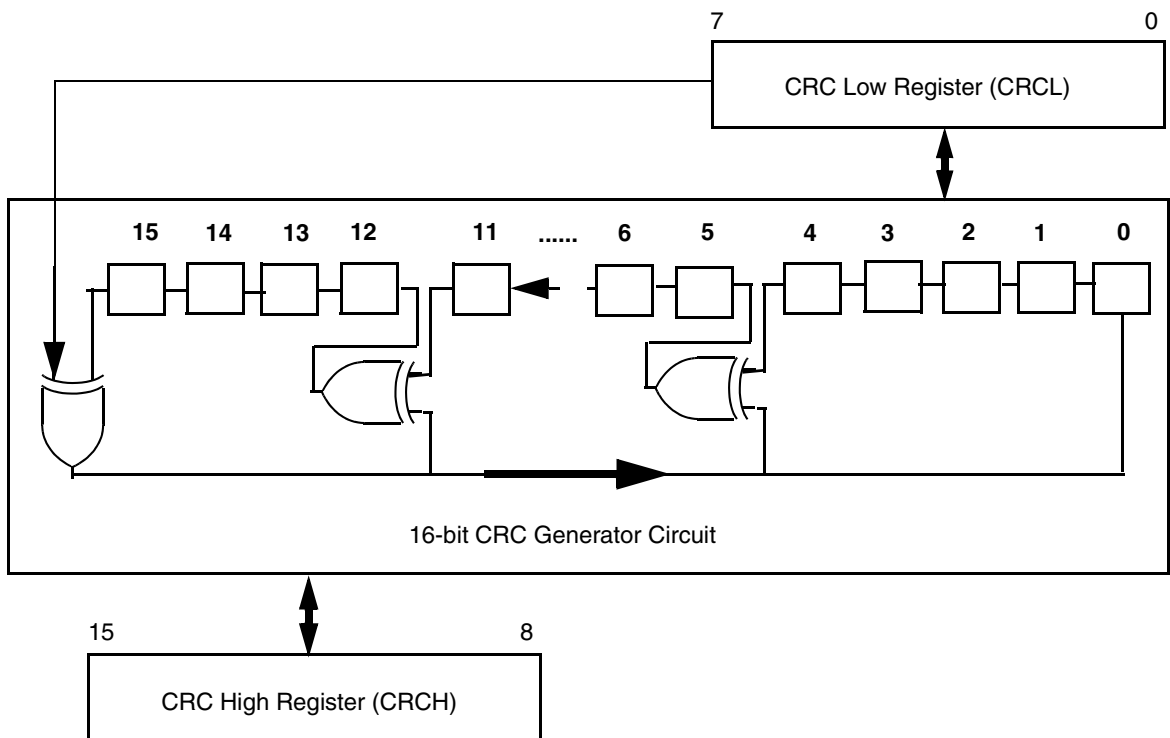 7 0
CRC Low Register (CRCL)
15 14 13 12 11 ...... 6 5 4 3 2 1 0
16-bit CRC Generator Circuit
15 8
CRC High Register (CRCH)